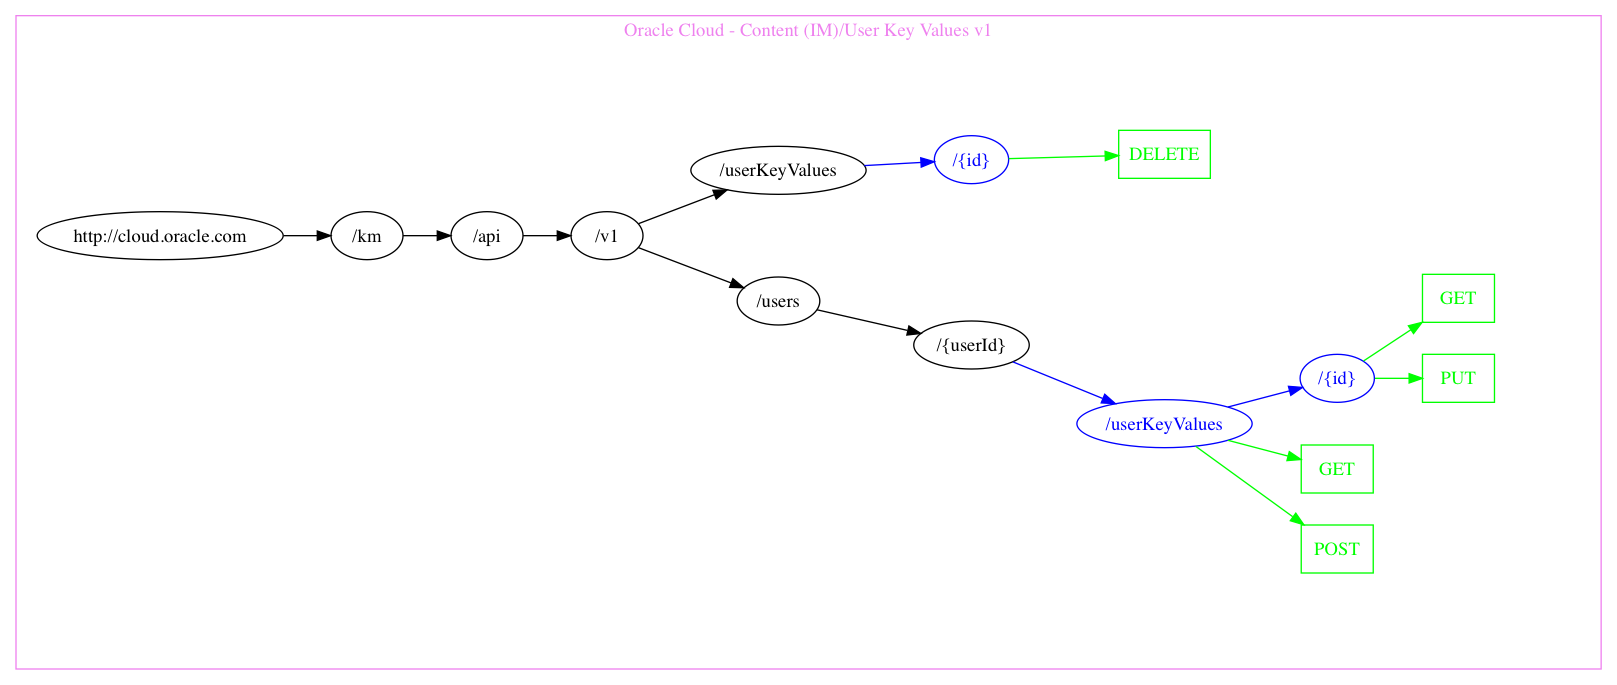 Oracle Cloud - Content (IM)/User Key Values v1
http://cloud.oracle.com
/km
/api
/v1
/userKeyValues
/{id}
DELETE
/users
/{userId}
/userKeyValues
/{id}
GET
PUT
GET
POST